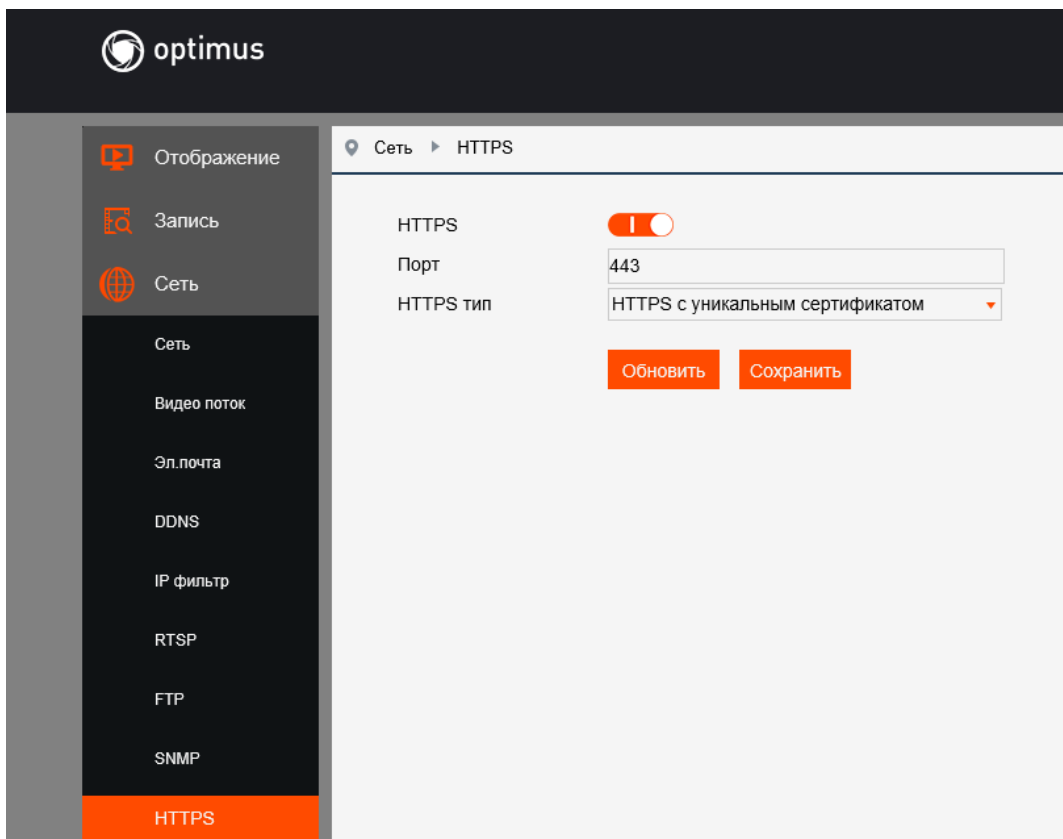 optimus
Отображение
Запись
Сеть
Сеть
Видео поток
Эл.почта
DDNS
IP фильтр
RTSP
FTP
SNMP
HTTPS
Сеть HTTPS
HTTPS
Порт 443
HTTPS тип HTTPS с уникальным сертификатом
Обновить Сохранить